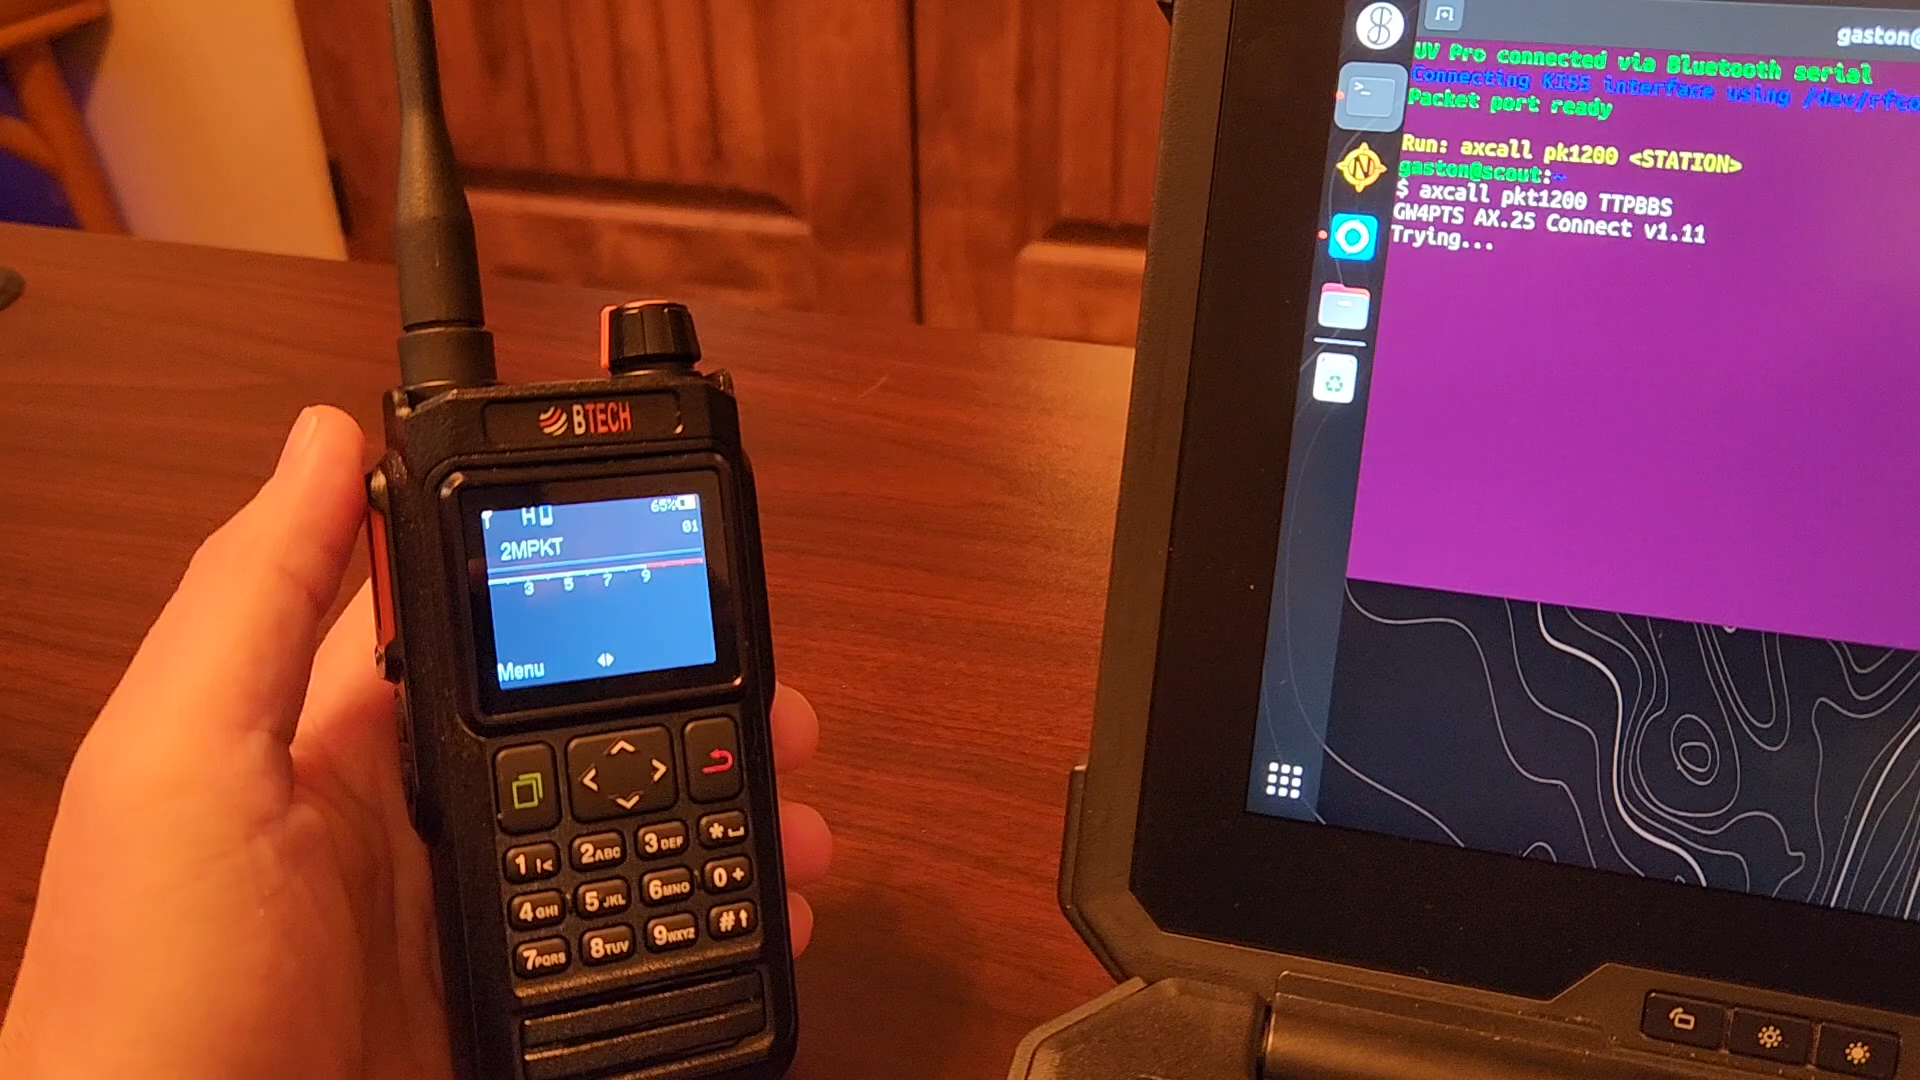 BTECH
H
65%
01
2MPKT
3 5 7 9
Menu
1 |<
2ABC
3DEF
*
4GHI
5JKL
6MNO
0+
7PQRS
8TUV
9WXYZ
#
gaston@
UV Pro connected via Bluetooth serial
Connecting KISS interface using /dev/rfco
Packet port ready
Run: axcall pk1200 <STATION>
gaston@scout:~
$ axcall pkt1200 TTPBBS
GW4PTS AX.25 Connect v1.11
Trying...
>_
N